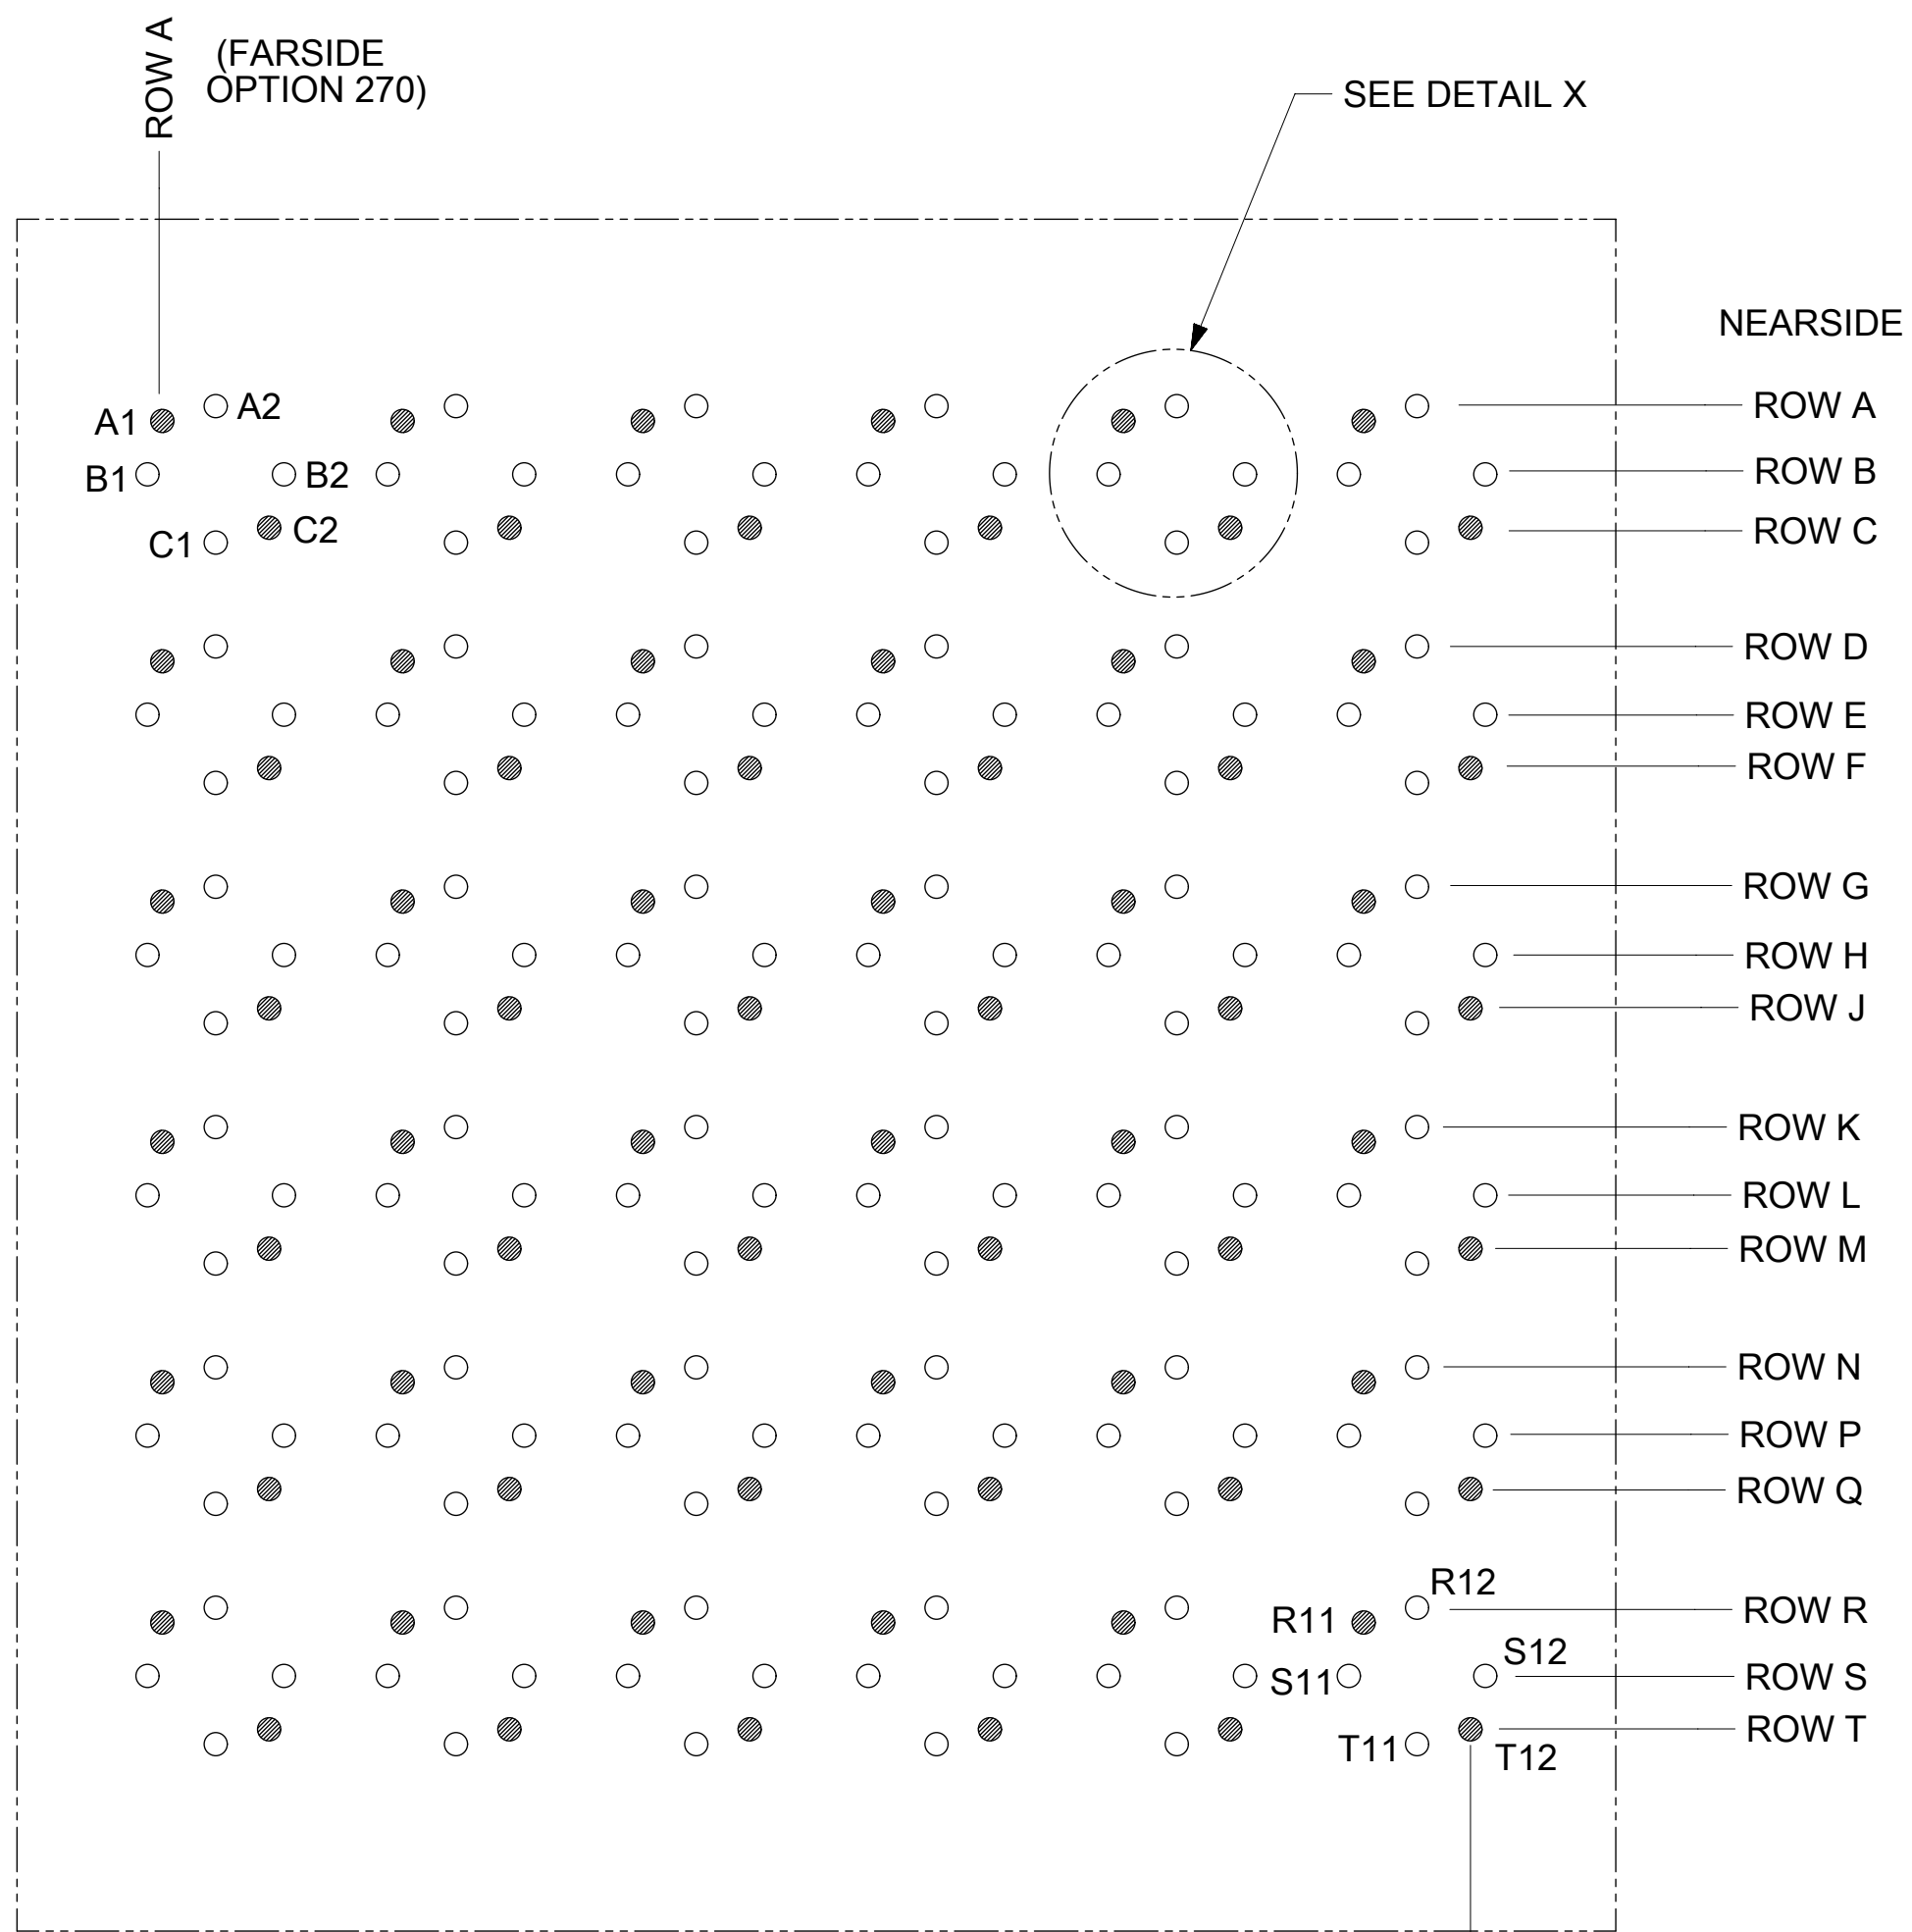 ROW A
(FARSIDE
OPTION 270)
SEE DETAIL X
NEARSIDE
A1
A2
ROW A
B1
B2
ROW B
C1
C2
ROW C
ROW D
ROW E
ROW F
ROW G
ROW H
ROW J
ROW K
ROW L
ROW M
ROW N
ROW P
ROW Q
R12
R11
ROW R
S12
S11
ROW S
T11
T12
ROW T